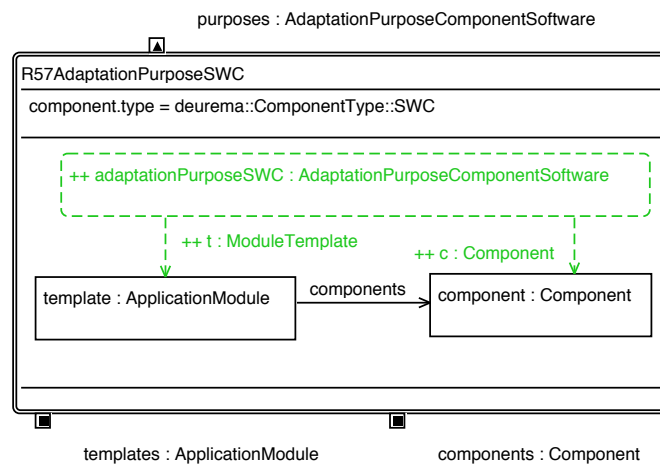 purposes : AdaptationPurposeComponentSoftware
R57AdaptationPurposeSWC
component.type = deurema::ComponentType::SWC
++ adaptationPurposeSWC : AdaptationPurposeComponentSoftware
++ t : ModuleTemplate
++ c : Component
template : ApplicationModule
components
component : Component
templates : ApplicationModule
components : Component